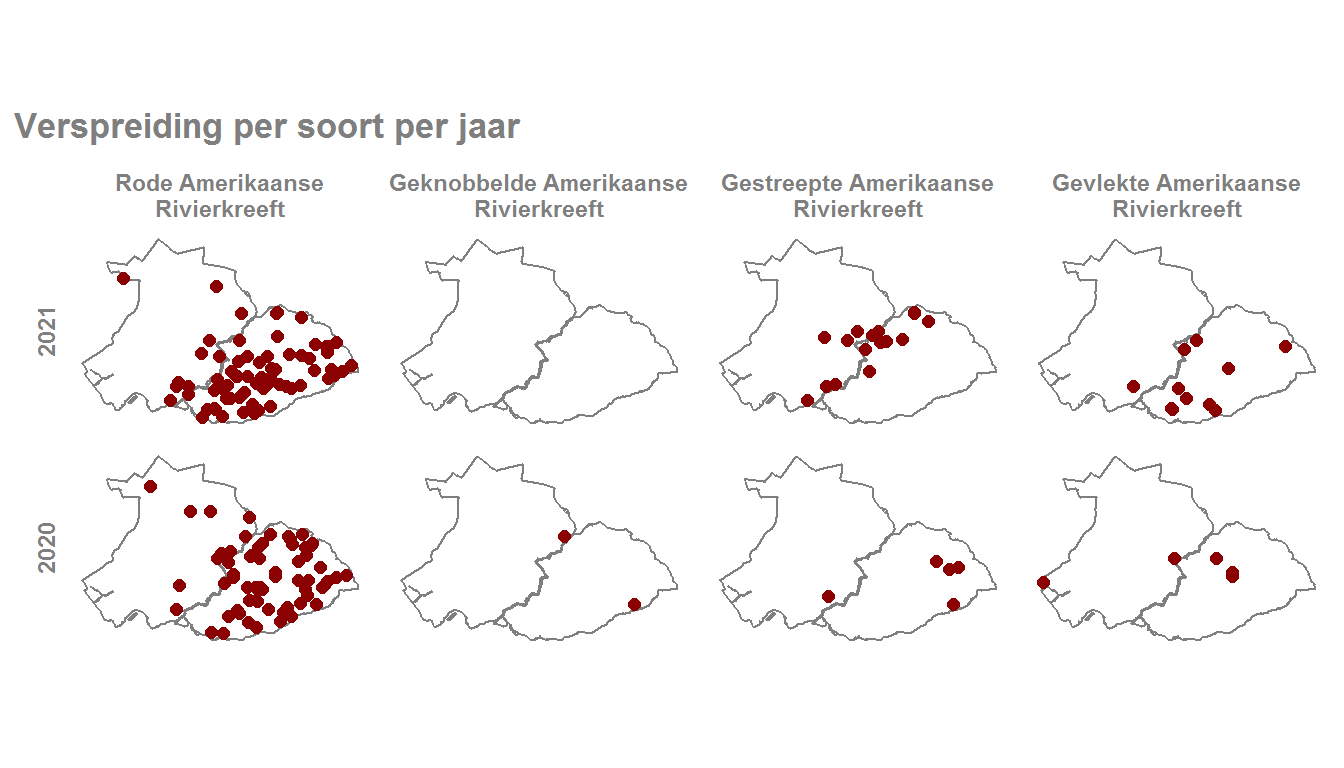 Verspreiding per soort per jaar
Rode Amerikaanse
Rivierkreeft
Geknobbelde Amerikaanse
Rivierkreeft
Gestreepte Amerikaanse
Rivierkreeft
Gevlekte Amerikaanse
Rivierkreeft
2021
2020